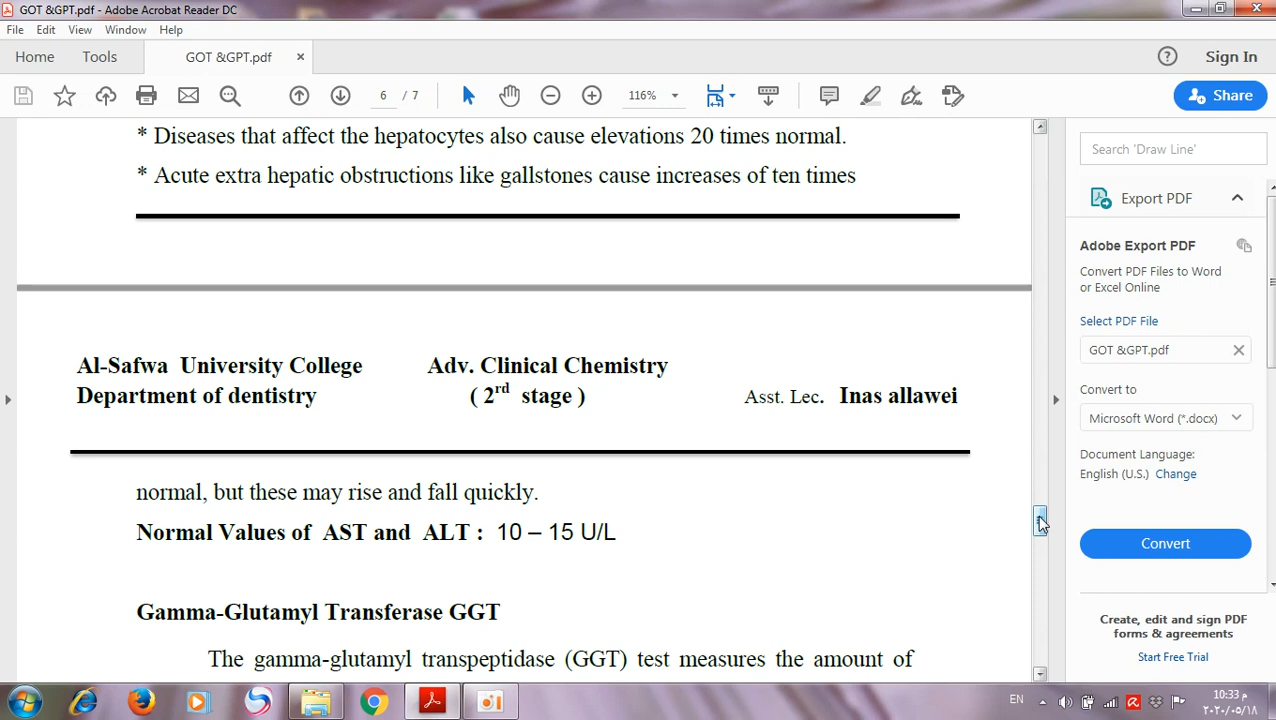 GOT &GPT.pdf - Adobe Acrobat Reader DC
File Edit View Window Help
Home Tools GOT &GPT.pdf × Sign In
6 / 7 116% Share
* Diseases that affect the hepatocytes also cause elevations 20 times normal.
* Acute extra hepatic obstructions like gallstones cause increases of ten times
Al-Safwa University College Adv. Clinical Chemistry
Department of dentistry ( 2rd stage ) Asst. Lec. Inas allawei
normal, but these may rise and fall quickly.
Normal Values of AST and ALT : 10 – 15 U/L
Gamma-Glutamyl Transferase GGT
The gamma-glutamyl transpeptidase (GGT) test measures the amount of
Search 'Draw Line'
Export PDF
Adobe Export PDF
Convert PDF Files to Word
or Excel Online
Select PDF File
GOT &GPT.pdf
Convert to
Microsoft Word (*.docx)
Document Language:
English (U.S.) Change
Convert
Create, edit and sign PDF
forms & agreements
Start Free Trial
EN
10:33 م
٢٠٢٠/٠٥/١٨